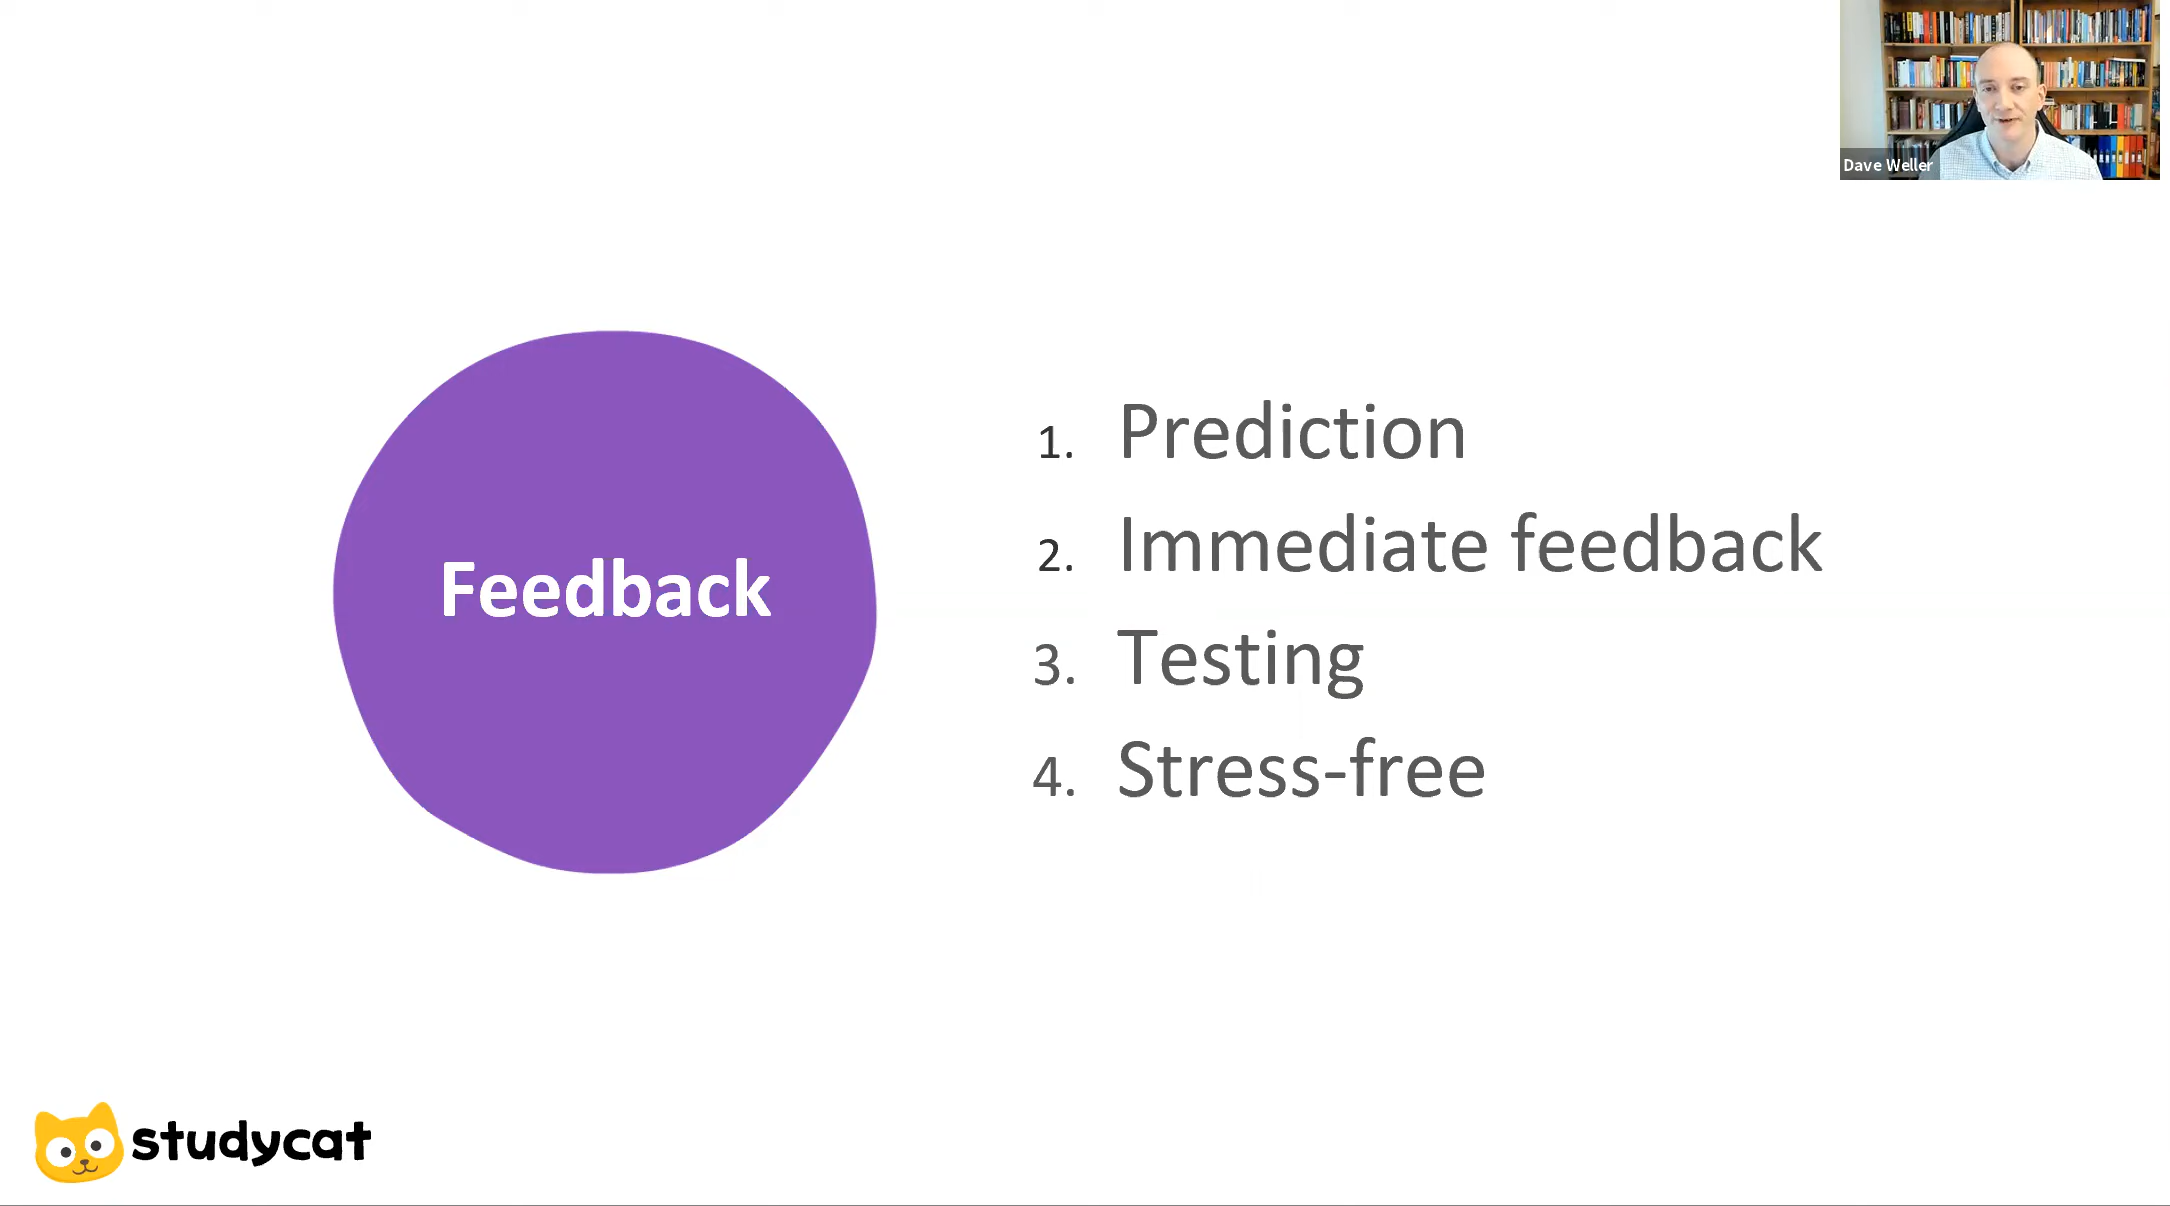 Dave Weller
Feedback
1. Prediction
2. Immediate feedback
3. Testing
4. Stress-free
studycat